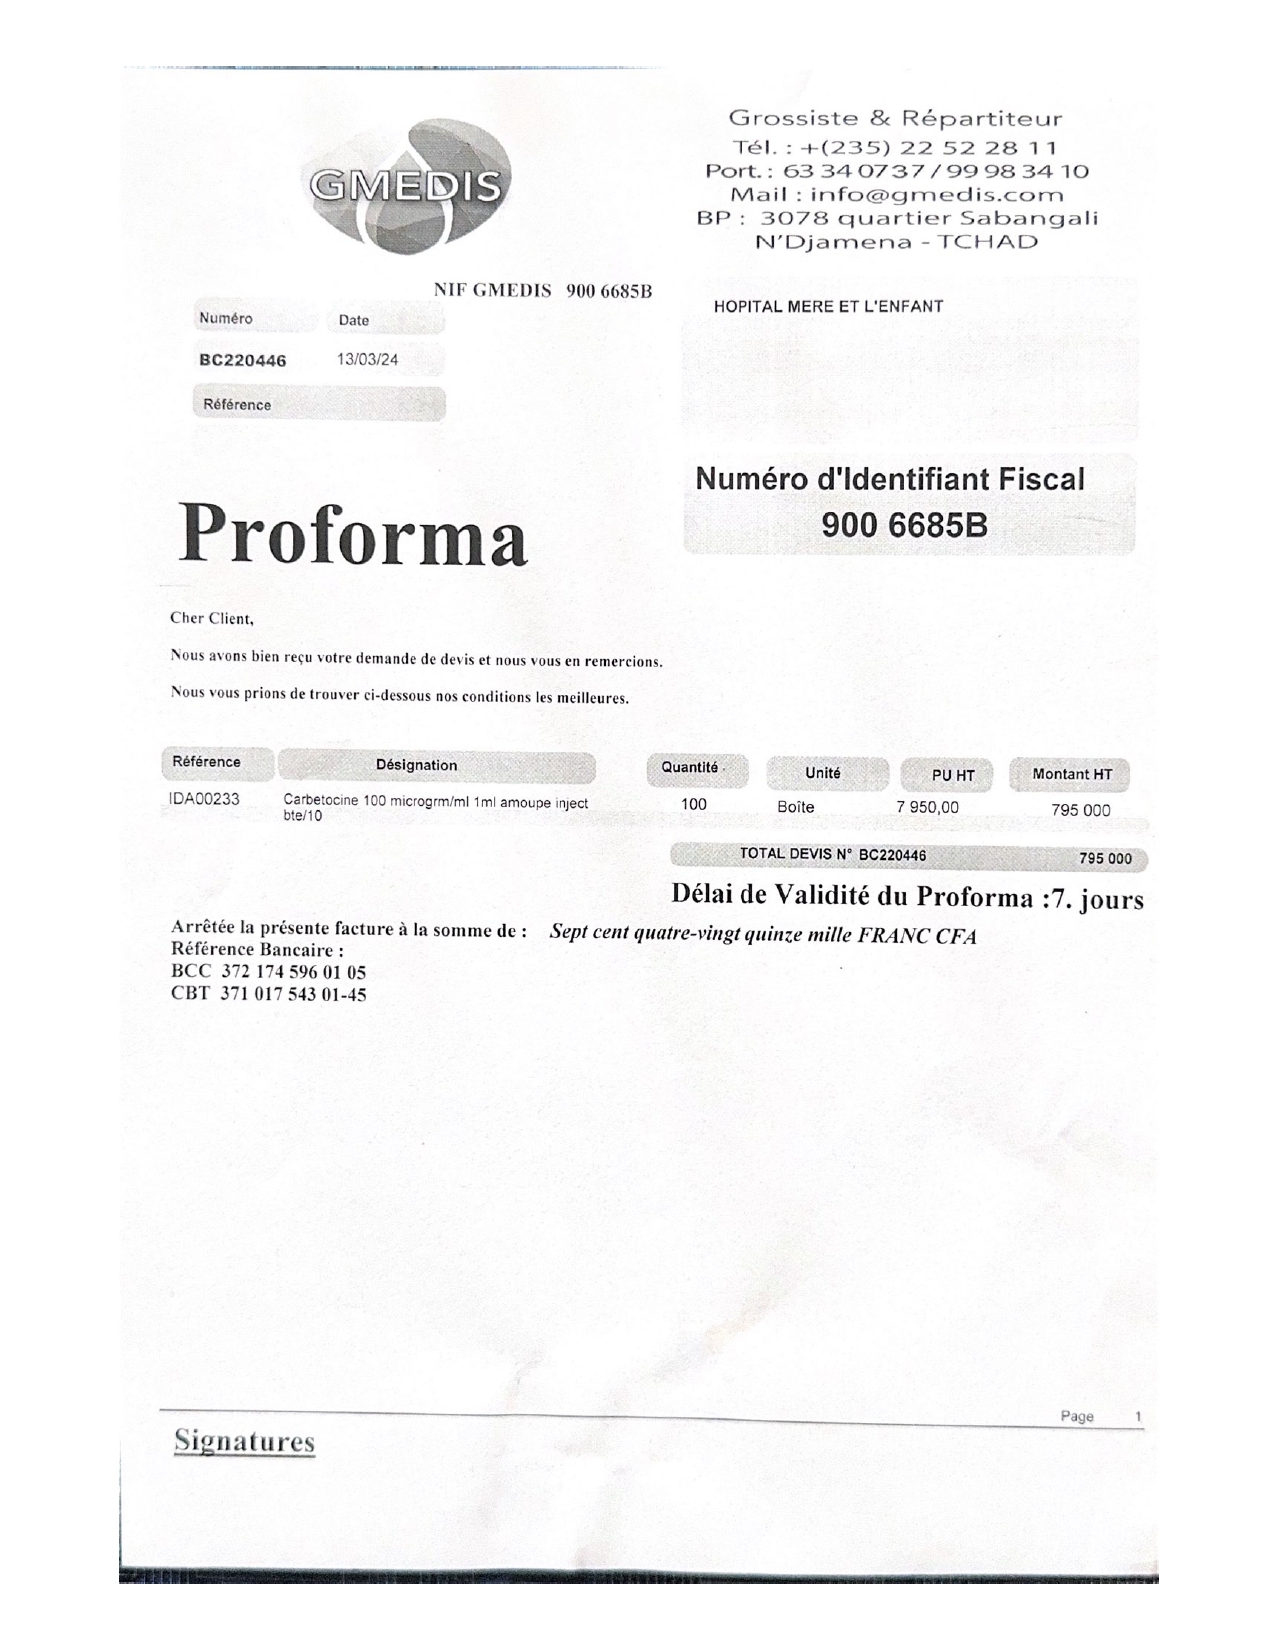 GMEDIS
Grossiste & Répartiteur
Tél. : +(235) 22 52 28 11
Port. : 63 34 07 37 / 99 98 34 10
Mail : info@gmedis.com
BP : 3078 quartier Sabangali
N'Djamena - TCHAD
NIF GMEDIS 900 6685B
HOPITAL MERE ET L'ENFANT
Numéro Date
BC220446 13/03/24
Référence
Numéro d'Identifiant Fiscal
900 6685B
Proforma
Cher Client,
Nous avons bien reçu votre demande de devis et nous vous en remercions.
Nous vous prions de trouver ci-dessous nos conditions les meilleures.
Référence Désignation Quantité Unité PU HT Montant HT
IDA00233 Carbetocine 100 microgrm/ml 1ml amoupe inject 100 Boîte 7 950,00 795 000
bte/10
TOTAL DEVIS N° BC220446 795 000
Délai de Validité du Proforma :7. jours
Arrêtée la présente facture à la somme de : Sept cent quatre-vingt quinze mille FRANC CFA
Référence Bancaire :
BCC 372 174 596 01 05
CBT 371 017 543 01-45
Page 1
Signatures